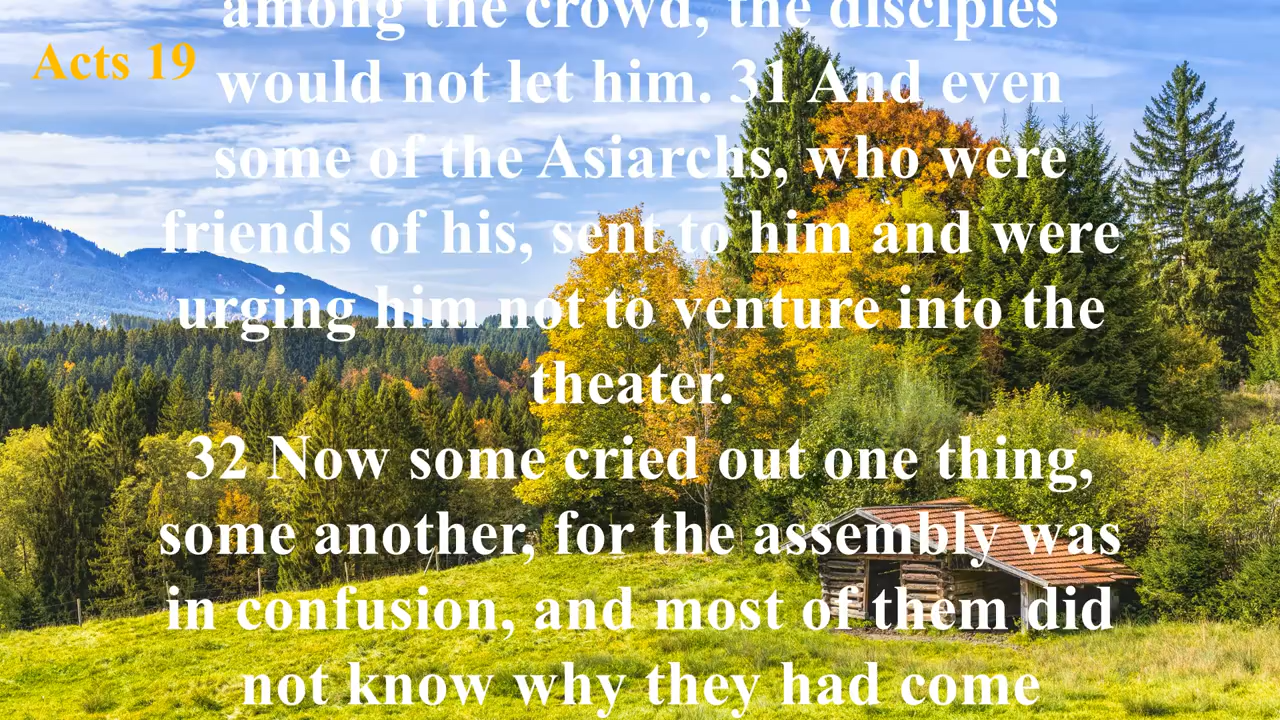 among the crowd, the disciples
Acts 19
would not let him. 31 And even
some of the Asiarchs, who were
friends of his, sent to him and were
urging him not to venture into the
theater.
32 Now some cried out one thing,
some another, for the assembly was
in confusion, and most of them did
not know why they had come